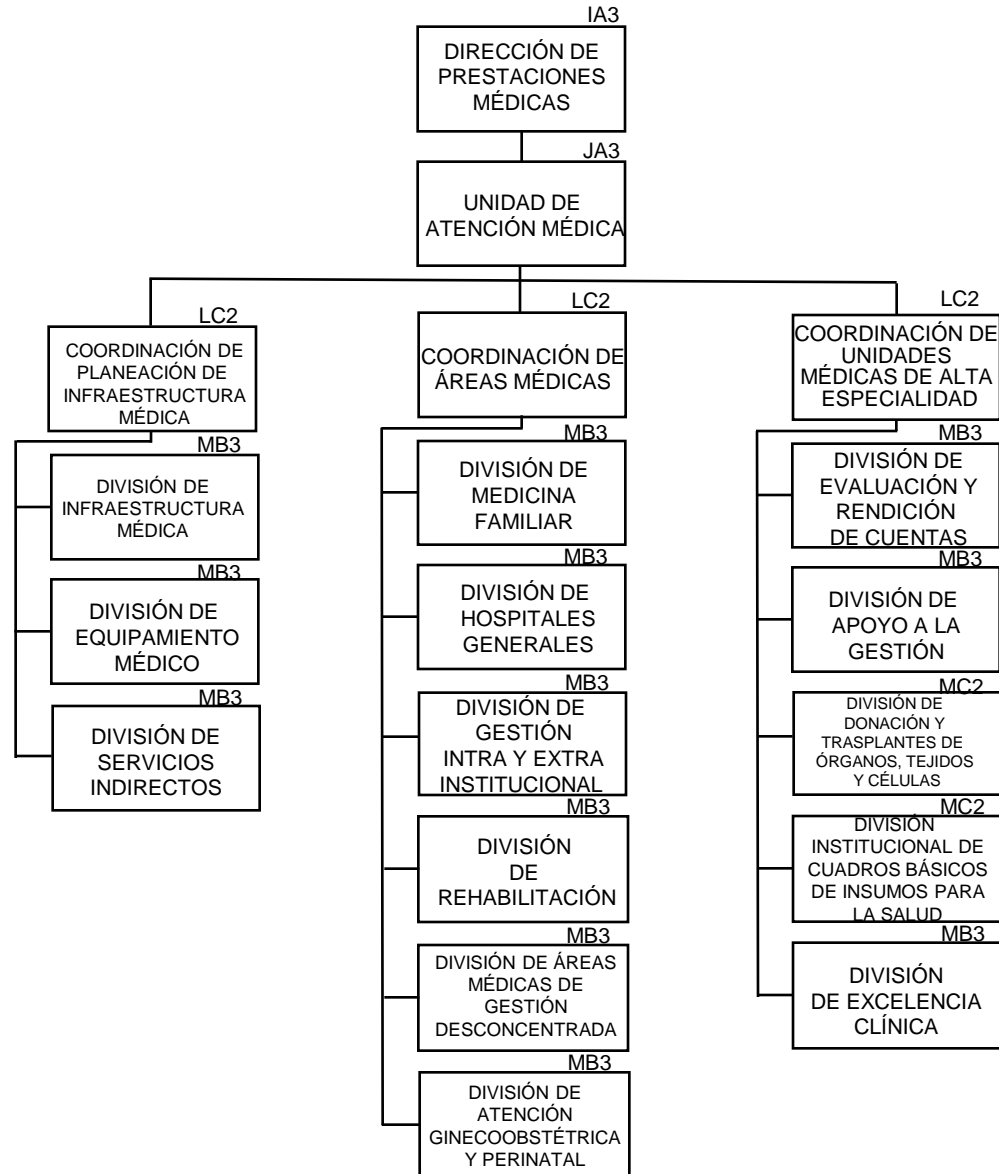 IA3
DIRECCIÓN DE
PRESTACIONES
MÉDICAS
JA3
UNIDAD DE
ATENCIÓN MÉDICA
LC2
COORDINACIÓN DE
PLANEACIÓN DE
INFRAESTRUCTURA
MÉDICA
MB3
DIVISIÓN DE
INFRAESTRUCTURA
MÉDICA
MB3
DIVISIÓN DE
EQUIPAMIENTO
MÉDICO
MB3
DIVISIÓN DE
SERVICIOS
INDIRECTOS
LC2
COORDINACIÓN DE
ÁREAS MÉDICAS
MB3
DIVISIÓN DE
MEDICINA
FAMILIAR
MB3
DIVISIÓN DE
HOSPITALES
GENERALES
MB3
DIVISIÓN DE
GESTIÓN
INTRA Y EXTRA
INSTITUCIONAL
MB3
DIVISIÓN
DE
REHABILITACIÓN
MB3
DIVISIÓN DE ÁREAS
MÉDICAS DE
GESTIÓN
DESCONCENTRADA
MB3
DIVISIÓN DE
ATENCIÓN
GINECOOBSTÉTRICA
Y PERINATAL
LC2
COORDINACIÓN DE
UNIDADES
MÉDICAS DE ALTA
ESPECIALIDAD
MB3
DIVISIÓN DE
EVALUACIÓN Y
RENDICIÓN
DE CUENTAS
MB3
DIVISIÓN DE
APOYO A LA
GESTIÓN
MC2
DIVISIÓN DE
DONACIÓN Y
TRASPLANTES DE
ÓRGANOS, TEJIDOS
Y CÉLULAS
MC2
DIVISIÓN
INSTITUCIONAL DE
CUADROS BÁSICOS
DE INSUMOS PARA
LA SALUD
MB3
DIVISIÓN
DE EXCELENCIA
CLÍNICA